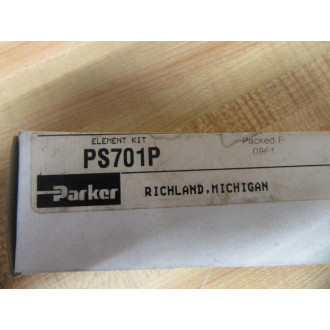 ELEMENT KIT
Packed
PS701P
Parker
RICHLAND, MICHIGAN